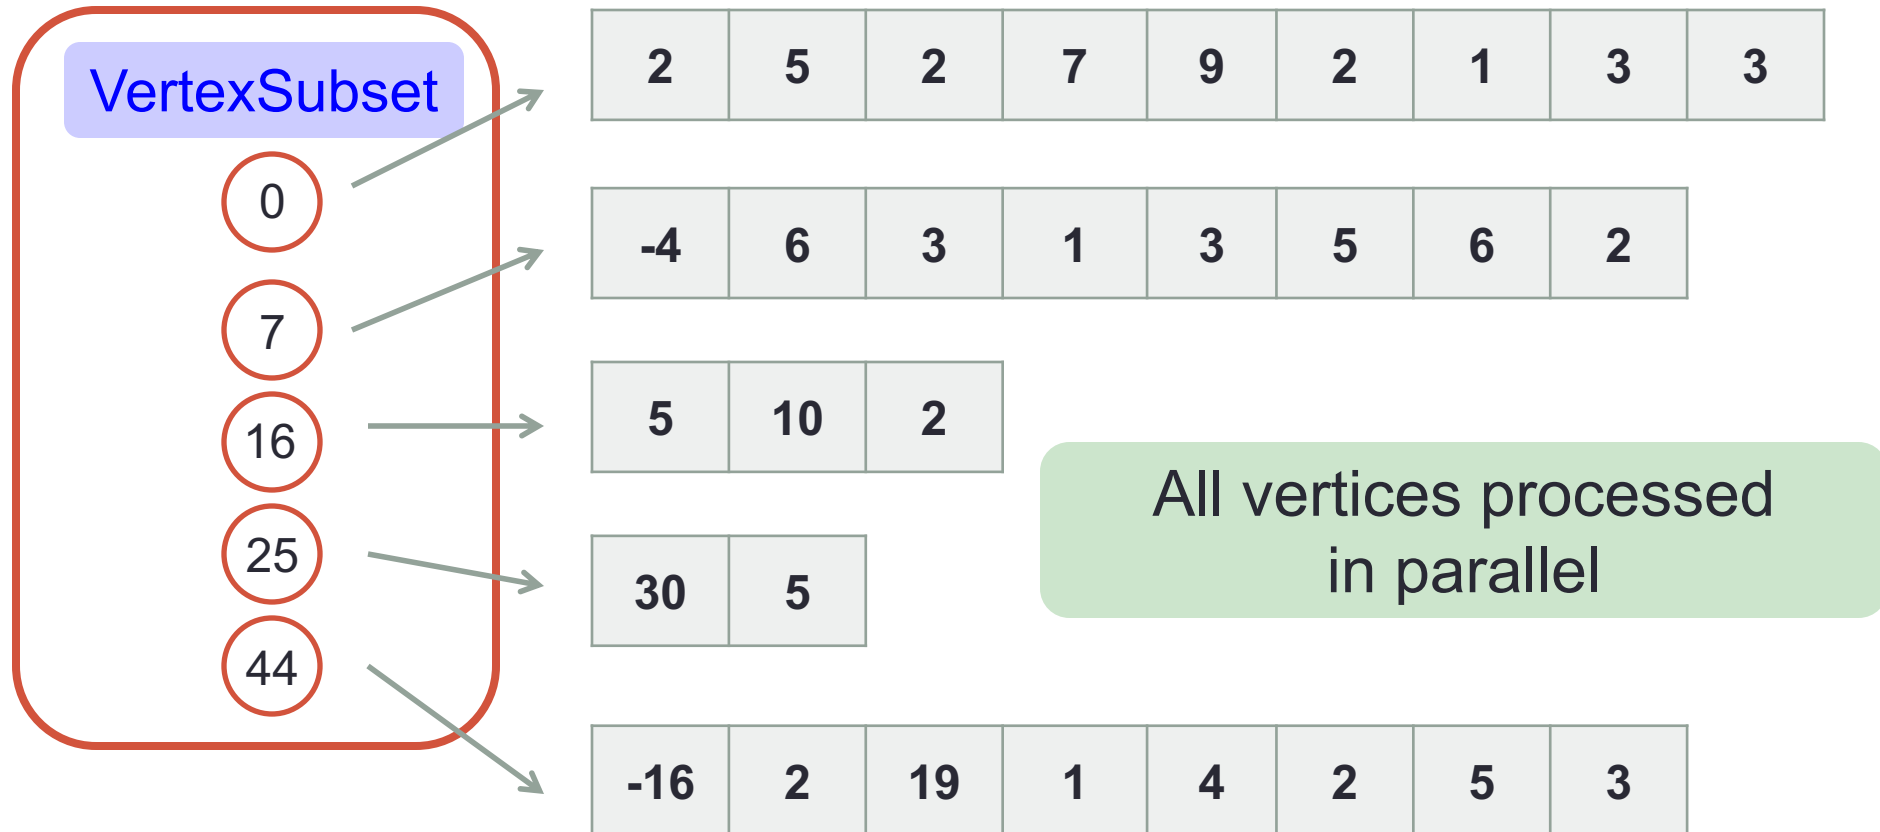 VertexSubset
0
2 5 2 7 9 2 1 3 3
7
-4 6 3 1 3 5 6 2
16
5 10 2
25
30 5
44
-16 2 19 1 4 2 5 3
All vertices processed
in parallel